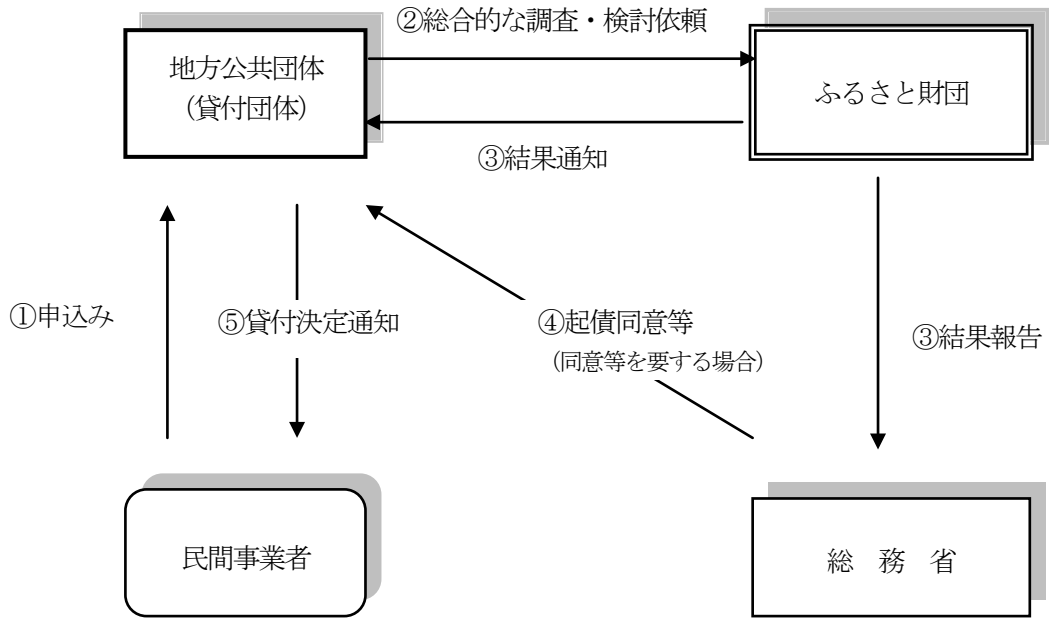 ②総合的な調査・検討依頼
地方公共団体
(貸付団体)
ふるさと財団
③結果通知
①申込み
⑤貸付決定通知
④起債同意等
(同意等を要する場合)
③結果報告
民間事業者
総　務　省